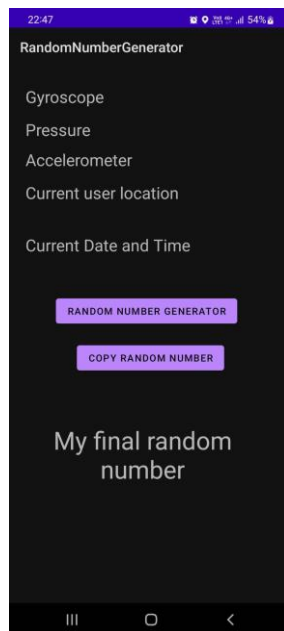 22:47
54%
RandomNumberGenerator
Gyroscope
Pressure
Accelerometer
Current user location
Current Date and Time
RANDOM NUMBER GENERATOR
COPY RANDOM NUMBER
My final random
number